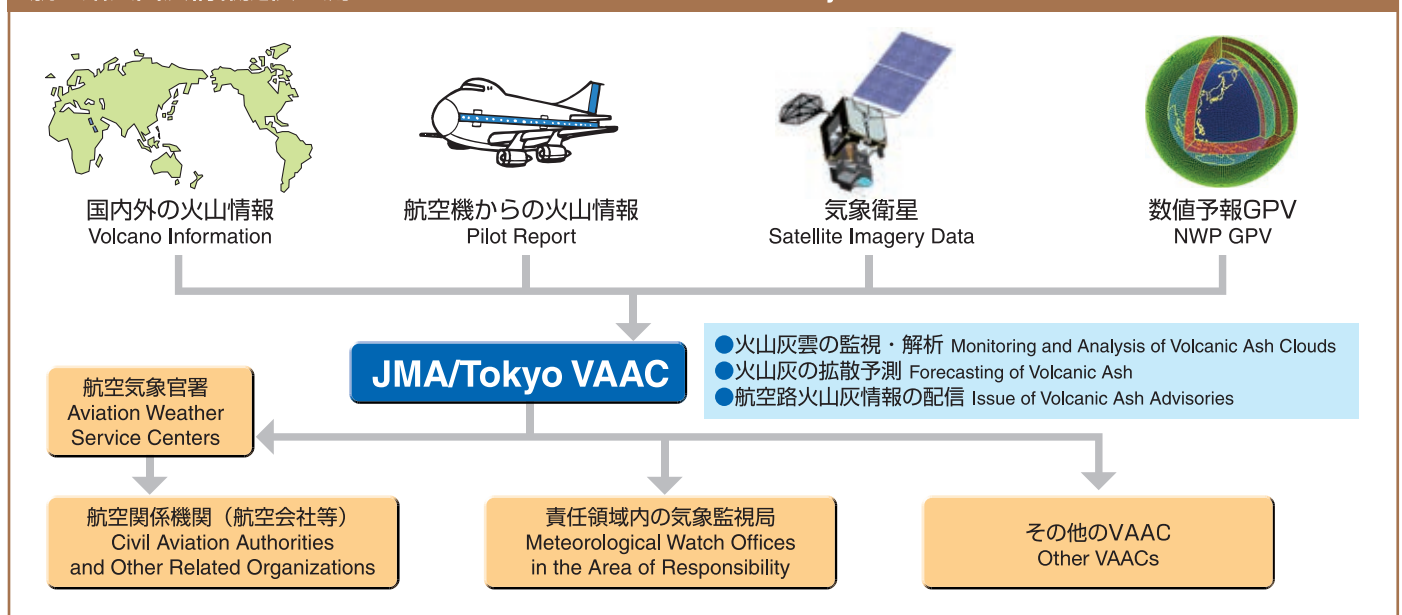 国内外の火山情報
Volcano Information
航空機からの火山情報
Pilot Report
気象衛星
Satellite Imagery Data
数値予報GPV
NWP GPV
JMA/Tokyo VAAC
●火山灰雲の監視・解析 Monitoring and Analysis of Volcanic Ash Clouds
●火山灰の拡散予測 Forecasting of Volcanic Ash
●航空路火山灰情報の配信 Issue of Volcanic Ash Advisories
航空気象官署
Aviation Weather
Service Centers
航空関係機関（航空会社等）
Civil Aviation Authorities
and Other Related Organizations
責任領域内の気象監視局
Meteorological Watch Offices
in the Area of Responsibility
その他のVAAC
Other VAACs